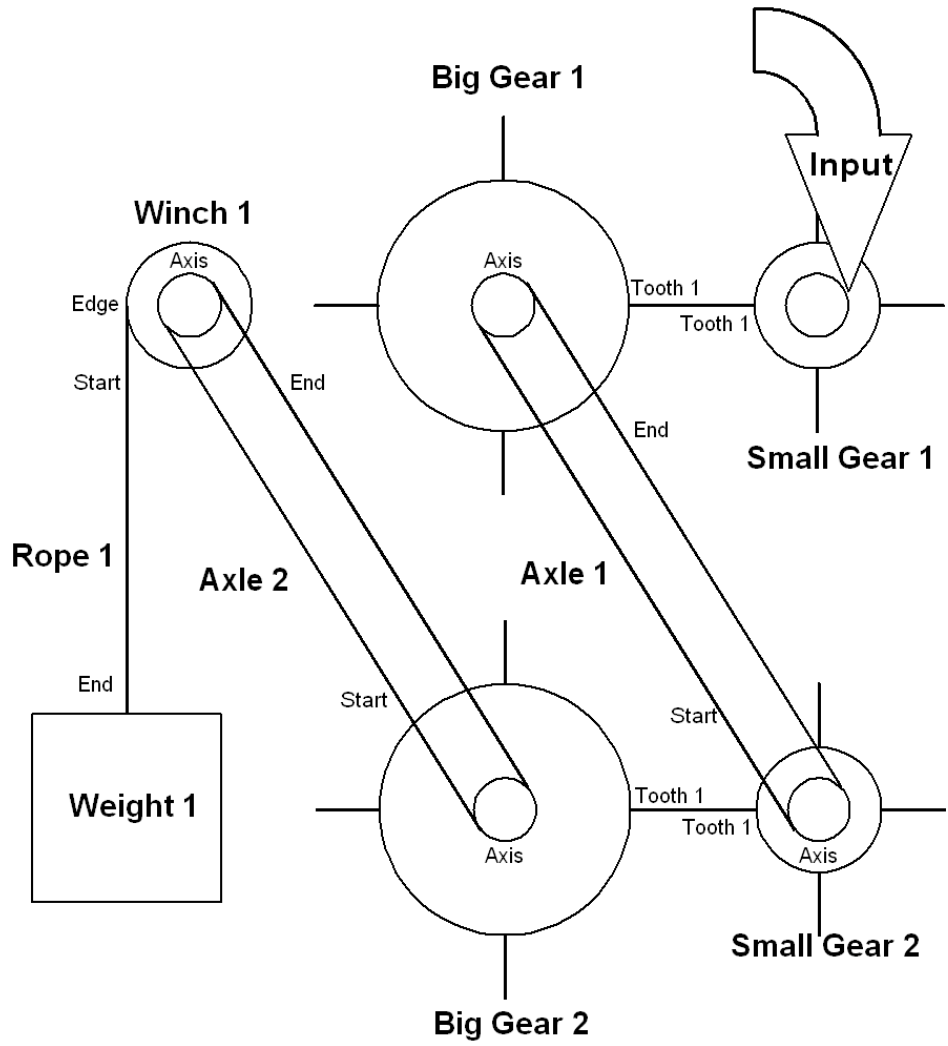 Big Gear 1
Input
Winch 1
Axis
Axis
Edge
Tooth 1
Tooth 1
Start
End
End
Small Gear 1
Rope 1
Axle 2
Axle 1
End
Start
Start
Weight 1
Tooth 1
Tooth 1
Axis
Axis
Small Gear 2
Big Gear 2